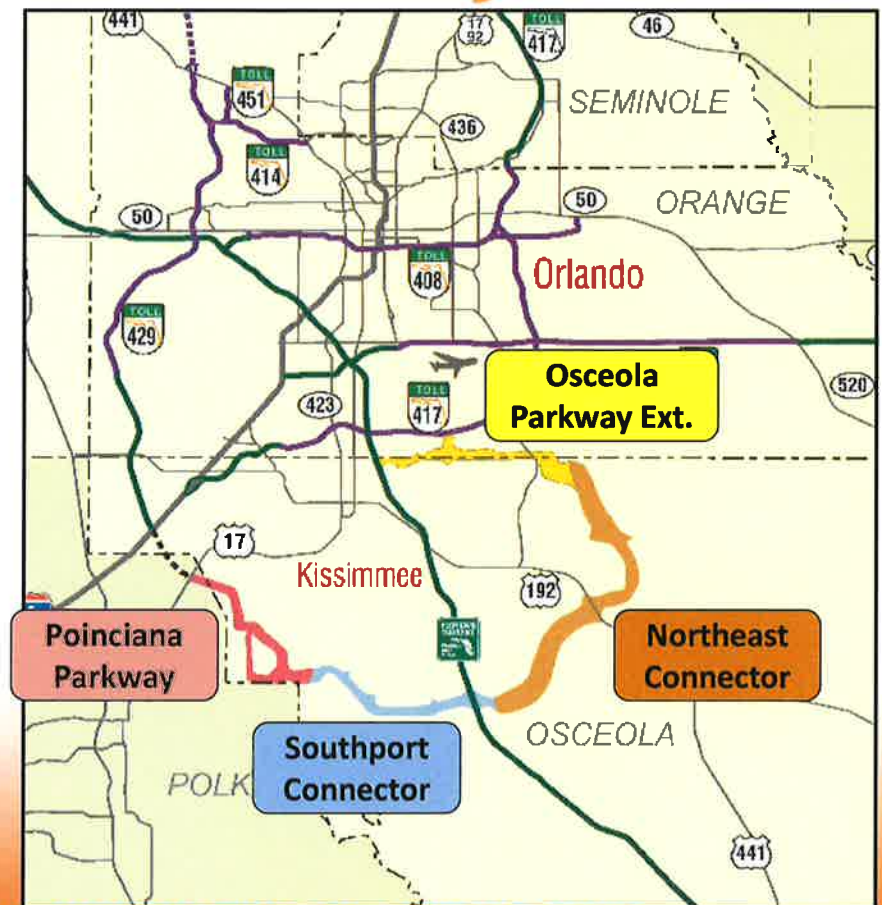 441
17
92
TOLL
417
46
TOLL
451
SEMINOLE
436
TOLL
414
50
50
ORANGE
TOLL
408
Orlando
TOLL
429
Osceola
Parkway Ext.
520
423
TOLL
417
17
Kissimmee
192
Poinciana
Parkway
Northeast
Connector
Southport
Connector
OSCEOLA
POLK
441